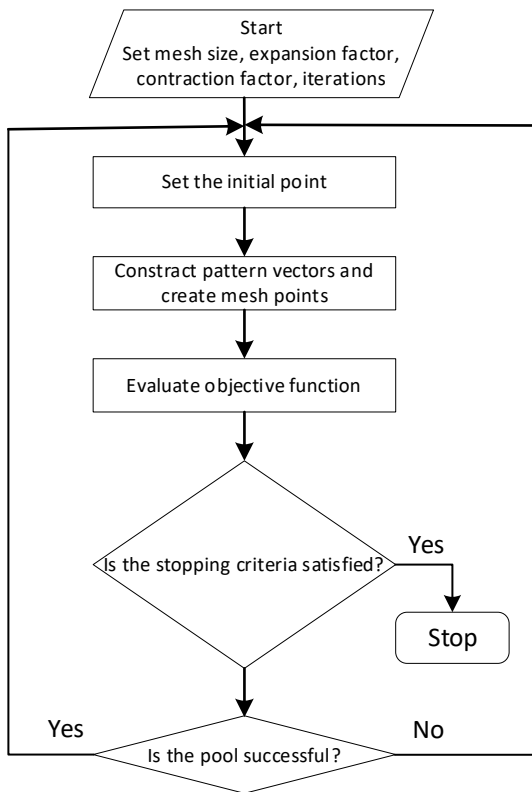 Start
Set mesh size, expansion factor,
contraction factor, iterations
Set the initial point
Constract pattern vectors and
create mesh points
Evaluate objective function
Is the stopping criteria satisfied?
Yes
Stop
Yes
Is the pool successful?
No